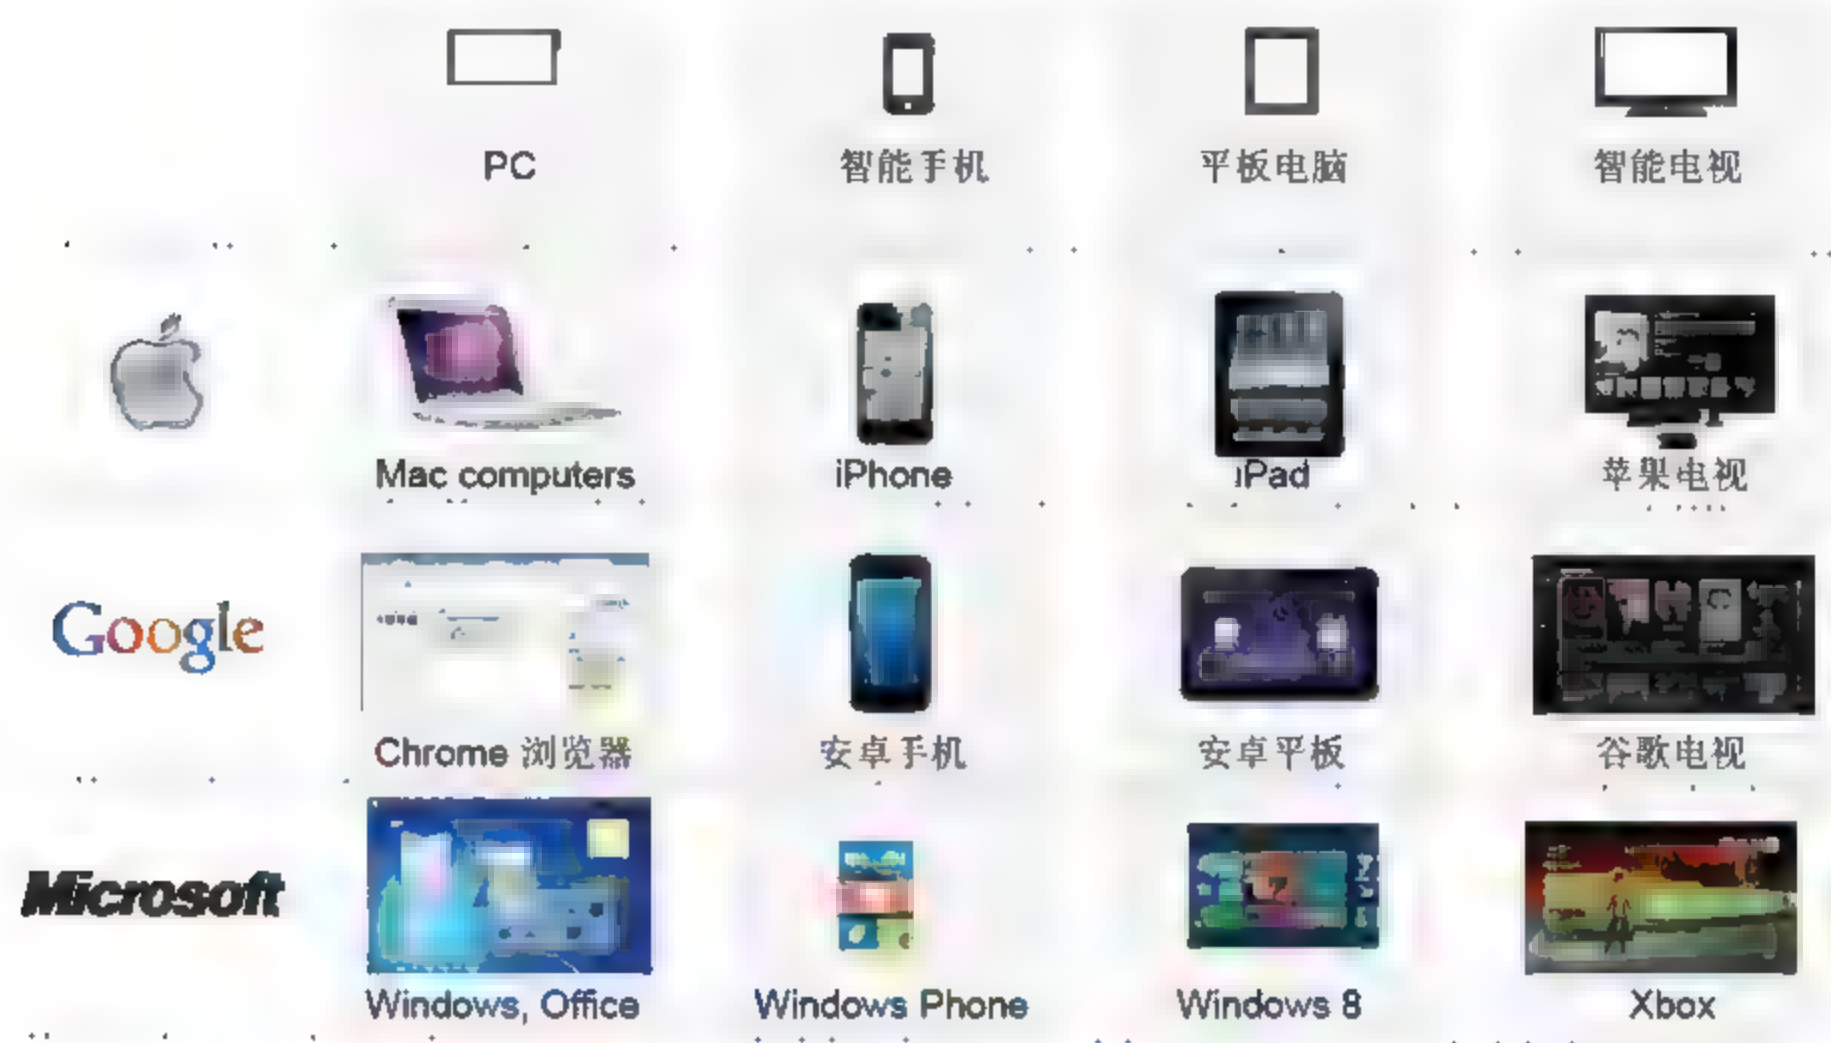 PC 智能手机 平板电脑 智能电视
Mac computers iPhone iPad 苹果电视
Google
Chrome 浏览器 安卓手机 安卓平板 谷歌电视
Microsoft
Windows, Office Windows Phone Windows 8 Xbox